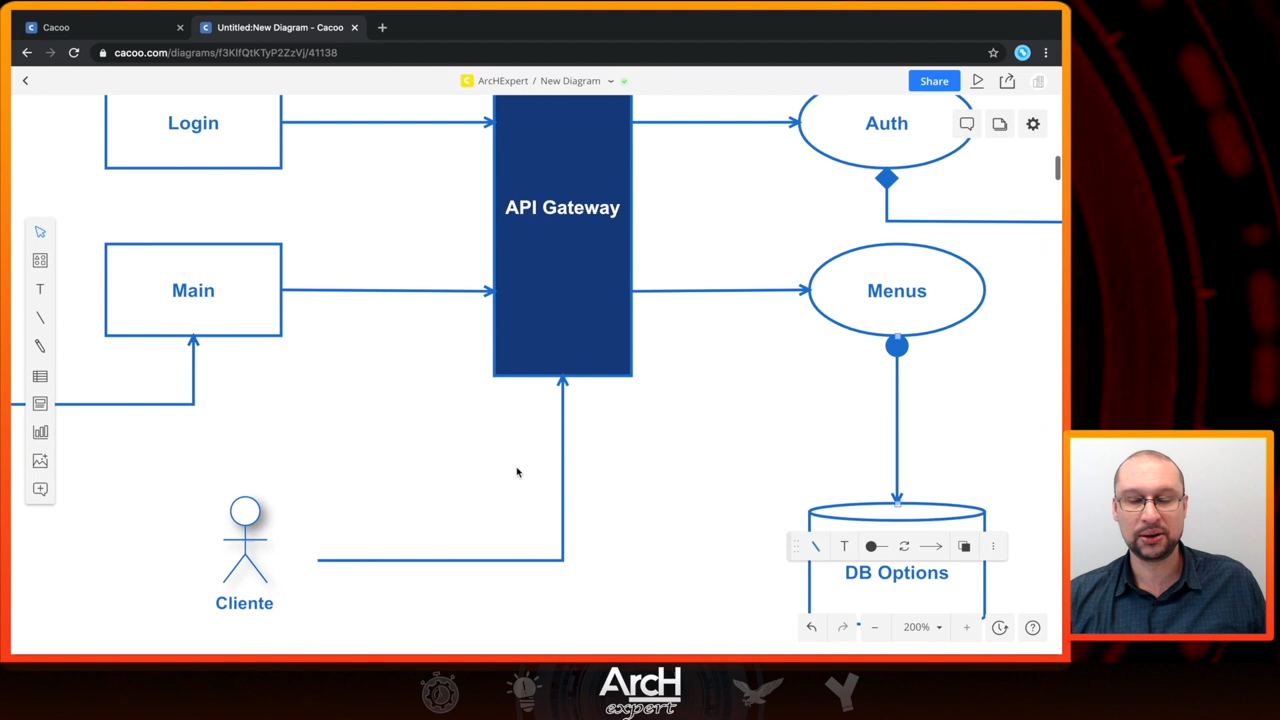 Cacoo
Untitled:New Diagram - Cacoo
cacoo.com/diagrams/f3KlfQtKTyP2ZzVj/41138
ArcHExpert / New Diagram
Share
Login
API Gateway
Auth
Main
Menus
Cliente
DB Options
200%
ArcH
expert